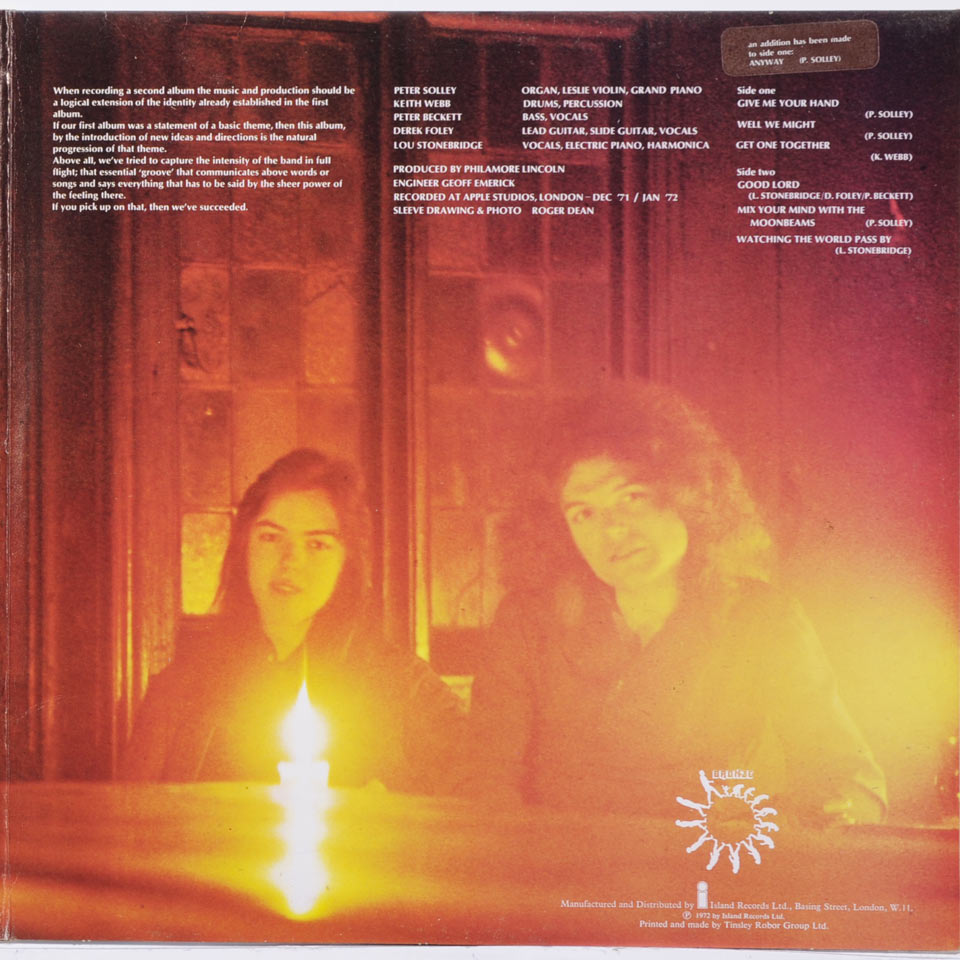 When recording a second album the music and production should be
a logical extension of the identity already established in the first
album.
If our first album was a statement of a basic theme, then this album,
by the introduction of new ideas and directions is the natural
progression of that theme.
Above all, we've tried to capture the intensity of the band in full
flight; that essential 'groove' that communicates above words or
songs and says everything that has to be said by the sheer power of
the feeling there.
If you pick up on that, then we've succeeded.
PETER SOLLEY ORGAN, LESLIE VIOLIN, GRAND PIANO
KEITH WEBB DRUMS, PERCUSSION
PETER BECKETT BASS, VOCALS
DEREK FOLEY LEAD GUITAR, SLIDE GUITAR, VOCALS
LOU STONEBRIDGE VOCALS, ELECTRIC PIANO, HARMONICA
PRODUCED BY PHILAMORE LINCOLN
ENGINEER GEOFF EMERICK
RECORDED AT APPLE STUDIOS, LONDON – DEC '71 / JAN '72
SLEEVE DRAWING & PHOTO ROGER DEAN
an addition has been made
to side one:
ANYWAY (P. SOLLEY)
Side one
GIVE ME YOUR HAND
(P. SOLLEY)
WELL WE MIGHT
(P. SOLLEY)
GET ONE TOGETHER
(K. WEBB)
Side two
GOOD LORD
(L. STONEBRIDGE/D. FOLEY/P. BECKETT)
MIX YOUR MIND WITH THE
MOONBEAMS (P. SOLLEY)
WATCHING THE WORLD PASS BY
(L. STONEBRIDGE)
BRONZE
Manufactured and Distributed by i Island Records Ltd., Basing Street, London, W.11.
Ⓟ 1972 by Island Records Ltd.
Printed and made by Tinsley Robor Group Ltd.